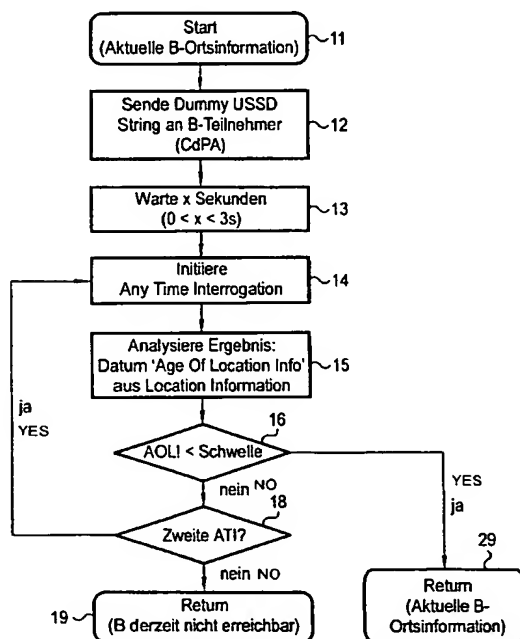 Start
(Aktuelle B-Ortsinformation)
11
Sende Dummy USSD
String an B-Teilnehmer
(CdPA)
12
Warte x Sekunden
(0 < x < 3s)
13
Initiiere
Any Time Interrogation
14
Analysiere Ergebnis:
Datum 'Age Of Location Info'
aus Location Information
15
ja
YES
16
AOLI < Schwelle
YES
ja
nein NO
18
Zweite ATI?
nein NO
29
Return
(Aktuelle B-
Ortsinformation)
19
Return
(B derzeit nicht erreichbar)